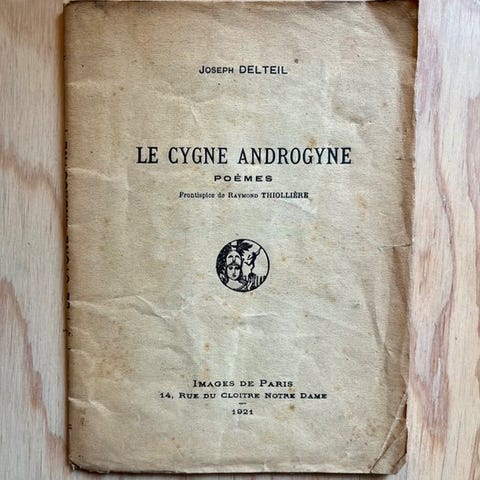 Joseph DELTEIL
LE CYGNE ANDROGYNE
POÈMES
Frontispice de Raymond THIOLLIÈRE
Images de Paris
14, Rue du Cloitre Notre Dame
1921